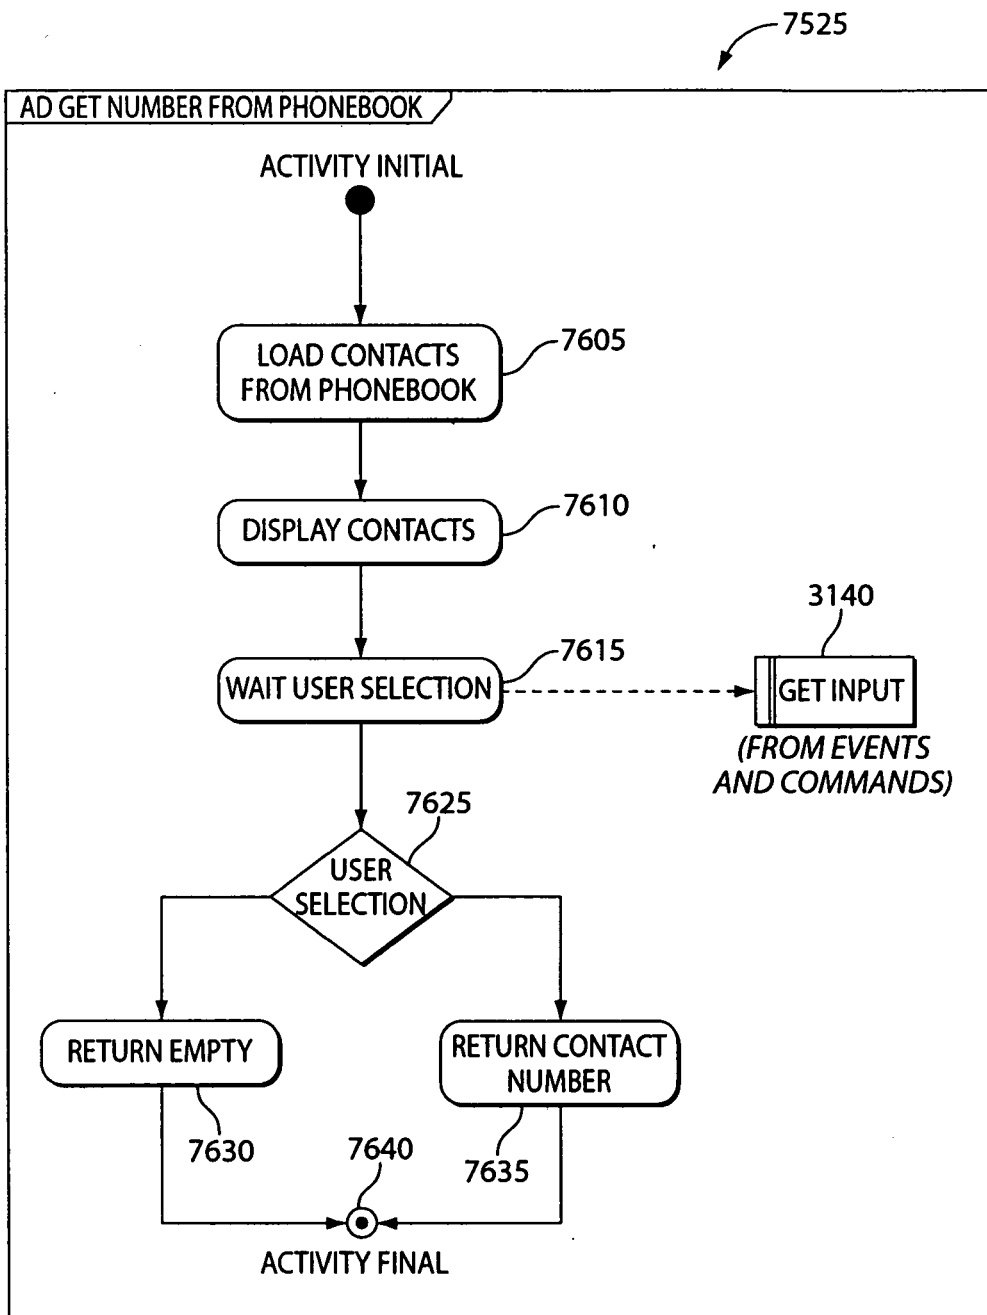 7525
AD GET NUMBER FROM PHONEBOOK
ACTIVITY INITIAL
LOAD CONTACTS
FROM PHONEBOOK
7605
DISPLAY CONTACTS
7610
WAIT USER SELECTION
7615
3140
GET INPUT
(FROM EVENTS
AND COMMANDS)
7625
USER
SELECTION
RETURN EMPTY
7630
RETURN CONTACT
NUMBER
7635
7640
ACTIVITY FINAL